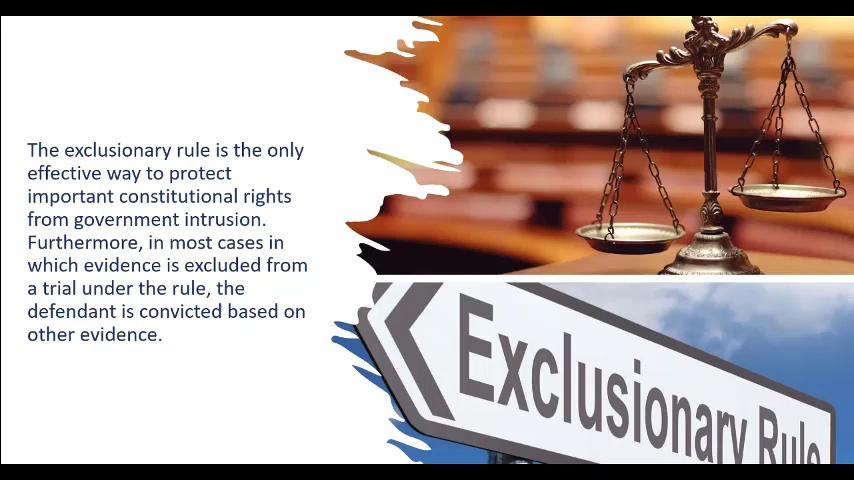 The exclusionary rule is the only
effective way to protect
important constitutional rights
from government intrusion.
Furthermore, in most cases in
which evidence is excluded from
a trial under the rule, the
defendant is convicted based on
other evidence.
Exclusionary Rule